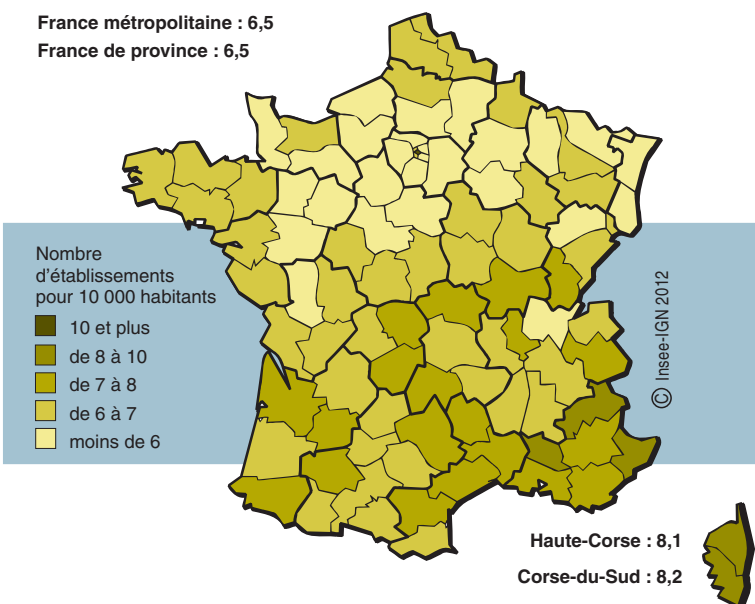 France métropolitaine : 6,5
France de province : 6,5
Nombre
d'établissements
pour 10 000 habitants
10 et plus
de 8 à 10
de 7 à 8
de 6 à 7
moins de 6
© Insee-IGN 2012
Haute-Corse : 8,1
Corse-du-Sud : 8,2